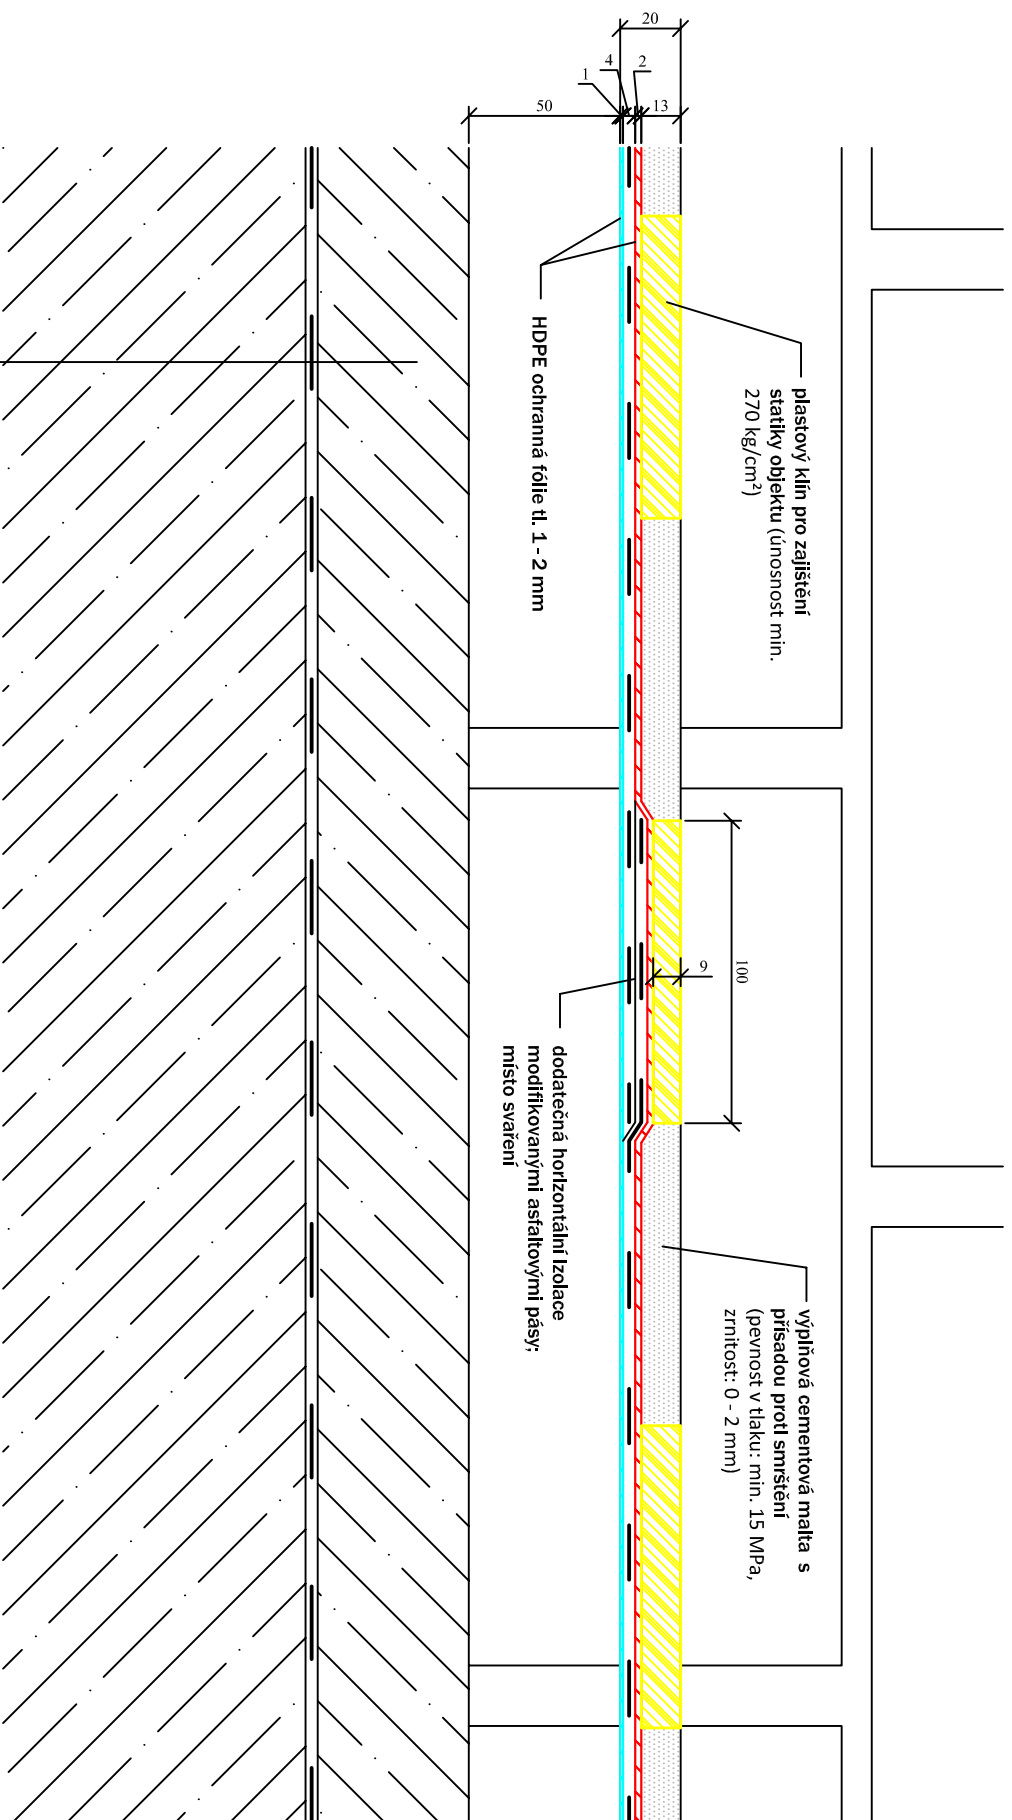 20
4
2
1
50
13
HDPE ochranná fólie tl. 1 - 2 mm
plastový klín pro zajištění
statiky objektu (únosnost min.
270 kg/cm²)
100
9
dodatečná horizontální izolace
modifikovanými asfaltovými pásy;
místo svaření
výplňová cementová malta s
přísadou proti smrštění
(pevnost v tlaku: min. 15 MPa,
zrnitost: 0 - 2 mm)